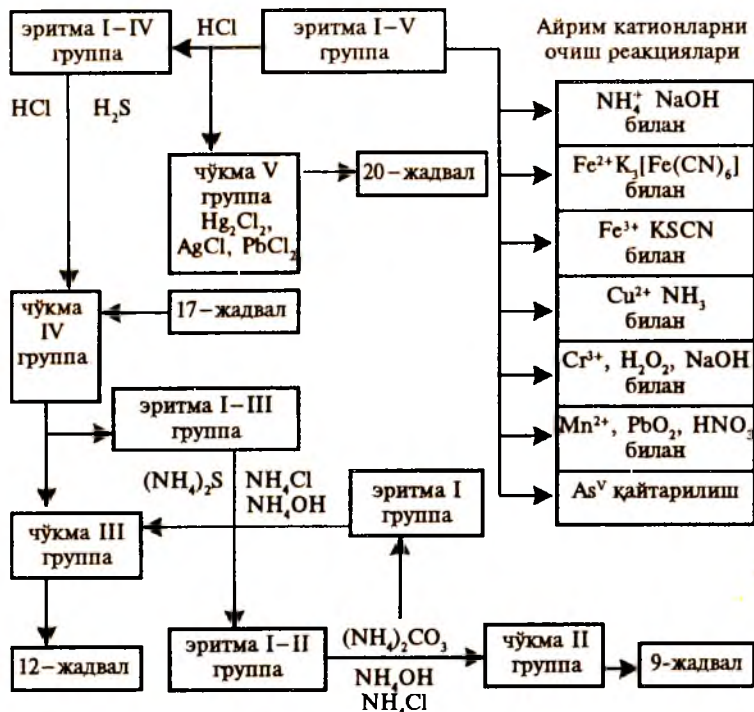 эритма I–IV
группа
HCl
эритма I–V
группа
Айрим катионларни
очиш реакциялари
HCl H₂S
NH₄⁺ NaOH
билан
чўкма V
группа
Hg₂Cl₂,
AgCl, PbCl₂
20–жадвал
Fe²⁺K₃[Fe(CN)₆]
билан
Fe³⁺ KSCN
билан
чўкма
IV
группа
17–жадвал
Cu²⁺ NH₃
билан
Cr³⁺, H₂O₂, NaOH
билан
эритма I–III
группа
Mn²⁺, PbO₂, HNO₃
билан
(NH₄)₂S NH₄Cl
NH₄OH
эритма I
группа
Asⱽ қайтарилиш
чўкма III
группа
12–жадвал
эритма I–II
группа
(NH₄)₂CO₃
NH₄OH
NH₄Cl
чўкма II
группа
9-жадвал